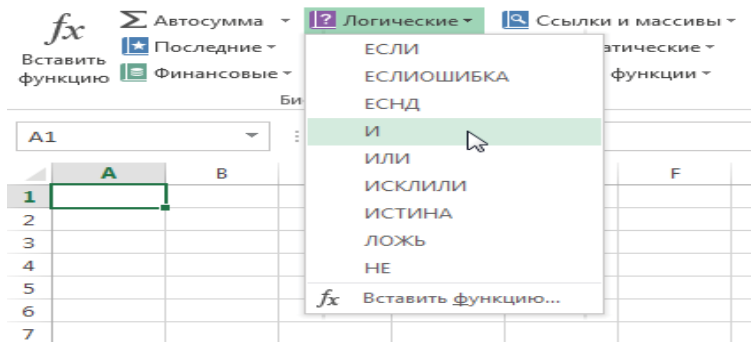 fx Вставить функцию
Σ Автосумма
Последние
Финансовые
? Логические
Ссылки и массивы
атические
функции
Би
ЕСЛИ
ЕСЛИОШИБКА
ЕСНД
И
ИЛИ
ИСКЛИЛИ
ИСТИНА
ЛОЖЬ
НЕ
fx Вставить функцию...
A1
A B F
1
2
3
4
5
6
7